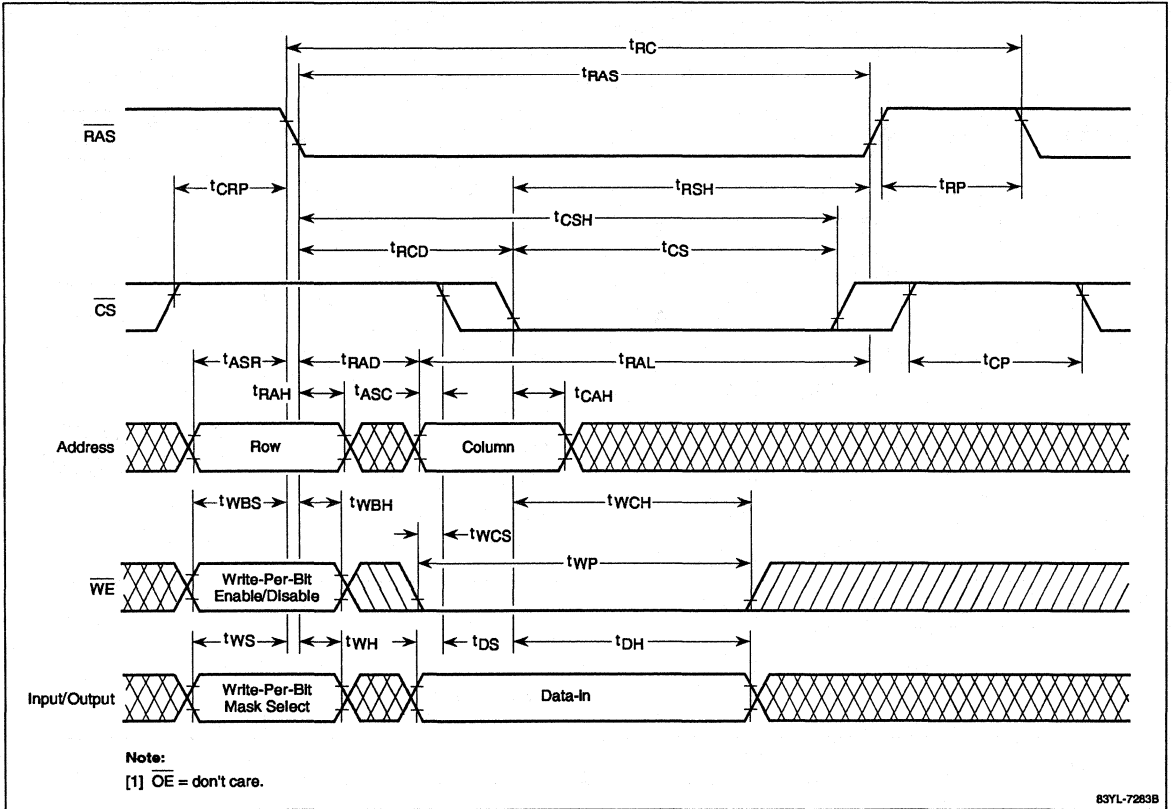 tRC
tRAS
RAS
tCRP
tRSH
tRP
tCSH
tRCD
tCS
CS
tASR
tRAD
tRAL
tCP
tRAH
tASC
tCAH
Address
Row
Column
tWBS
tWBH
tWCH
tWCS
tWP
WE
Write-Per-Bit
Enable/Disable
tWS
tWH
tDS
tDH
Input/Output
Write-Per-Bit
Mask Select
Data-In
Note:
[1] OE = don't care.
83YL-7283B